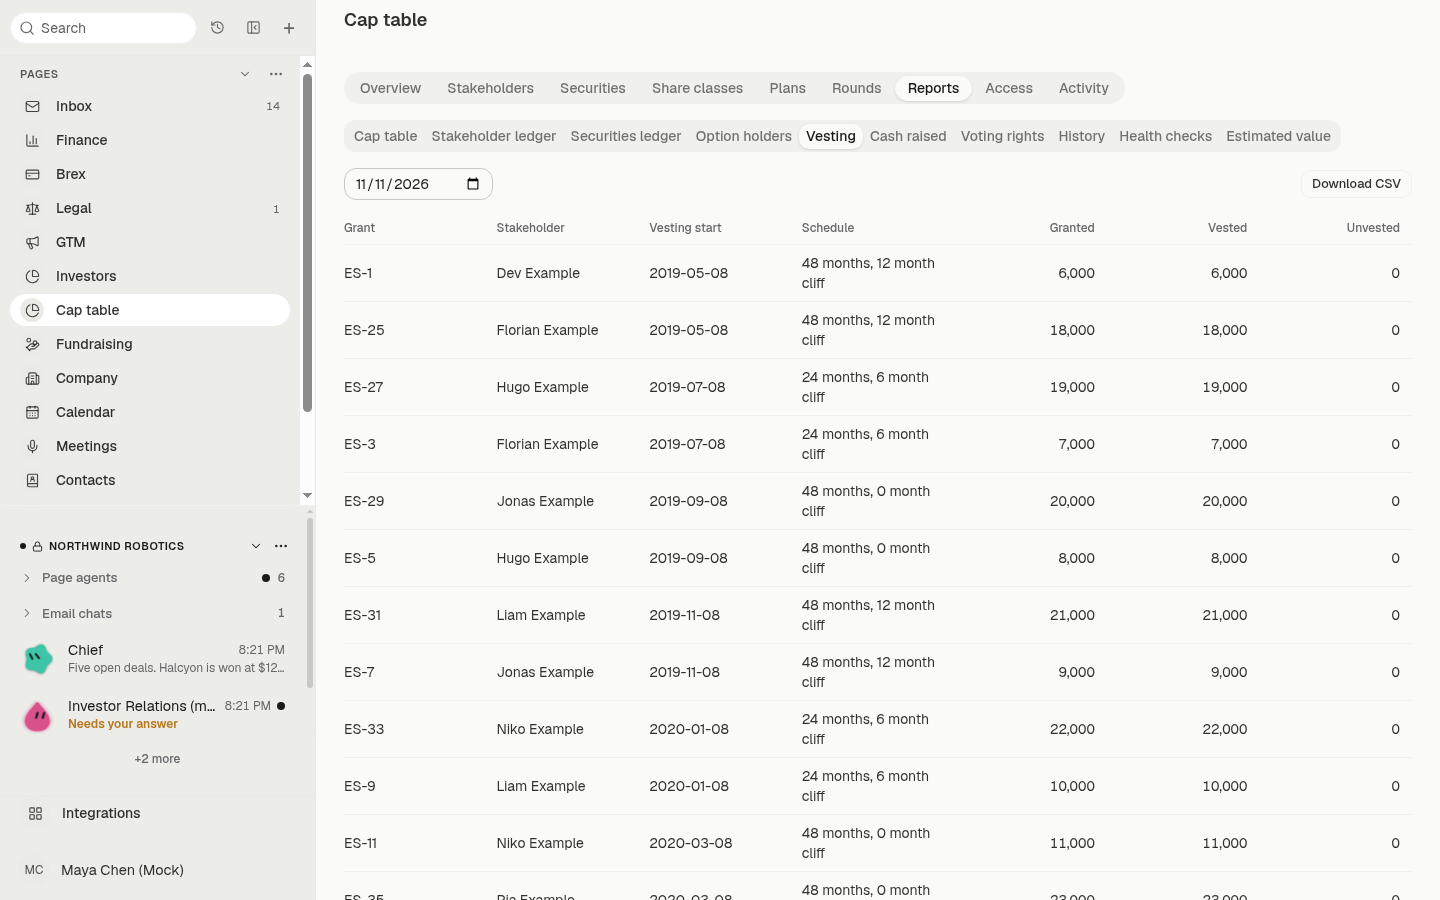 Search
PAGES
Inbox 14
Finance
Brex
Legal 1
GTM
Investors
Cap table
Fundraising
Company
Calendar
Meetings
Contacts
NORTHWIND ROBOTICS
Page agents 6
Email chats 1
Chief 8:21 PM
Five open deals. Halcyon is won at $12...
Investor Relations (m... 8:21 PM
Needs your answer
+2 more
Integrations
MC Maya Chen (Mock)
Cap table
Overview Stakeholders Securities Share classes Plans Rounds Reports Access Activity
Cap table Stakeholder ledger Securities ledger Option holders Vesting Cash raised Voting rights History Health checks Estimated value
11/11/2026 Download CSV
Grant Stakeholder Vesting start Schedule Granted Vested Unvested
ES-1 Dev Example 2019-05-08 48 months, 12 month cliff 6,000 6,000 0
ES-25 Florian Example 2019-05-08 48 months, 12 month cliff 18,000 18,000 0
ES-27 Hugo Example 2019-07-08 24 months, 6 month cliff 19,000 19,000 0
ES-3 Florian Example 2019-07-08 24 months, 6 month cliff 7,000 7,000 0
ES-29 Jonas Example 2019-09-08 48 months, 0 month cliff 20,000 20,000 0
ES-5 Hugo Example 2019-09-08 48 months, 0 month cliff 8,000 8,000 0
ES-31 Liam Example 2019-11-08 48 months, 12 month cliff 21,000 21,000 0
ES-7 Jonas Example 2019-11-08 48 months, 12 month cliff 9,000 9,000 0
ES-33 Niko Example 2020-01-08 24 months, 6 month cliff 22,000 22,000 0
ES-9 Liam Example 2020-01-08 24 months, 6 month cliff 10,000 10,000 0
ES-11 Niko Example 2020-03-08 48 months, 0 month cliff 11,000 11,000 0
ES-35 Pia Example 2020-03-08 48 months, 0 month 23,000 23,000 0